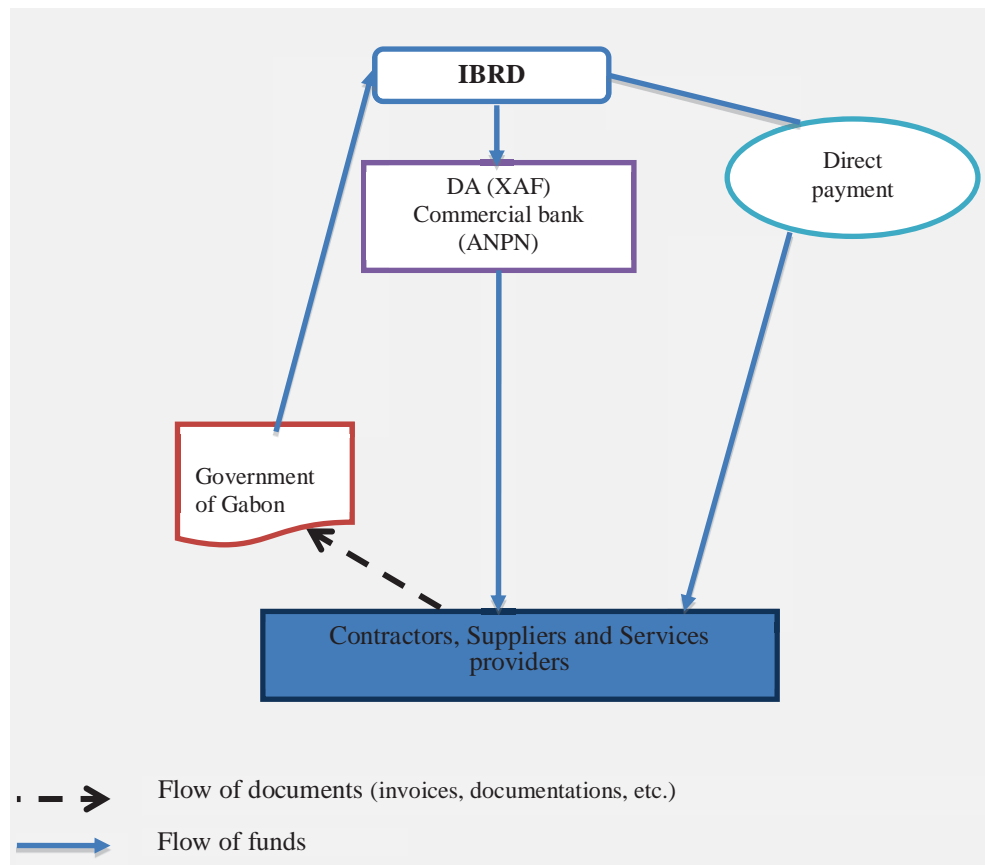 IBRD
DA (XAF)
Commercial bank
(ANPN)
Direct
payment
Government
of Gabon
Contractors, Suppliers and Services
providers
Flow of documents (invoices, documentations, etc.)
Flow of funds